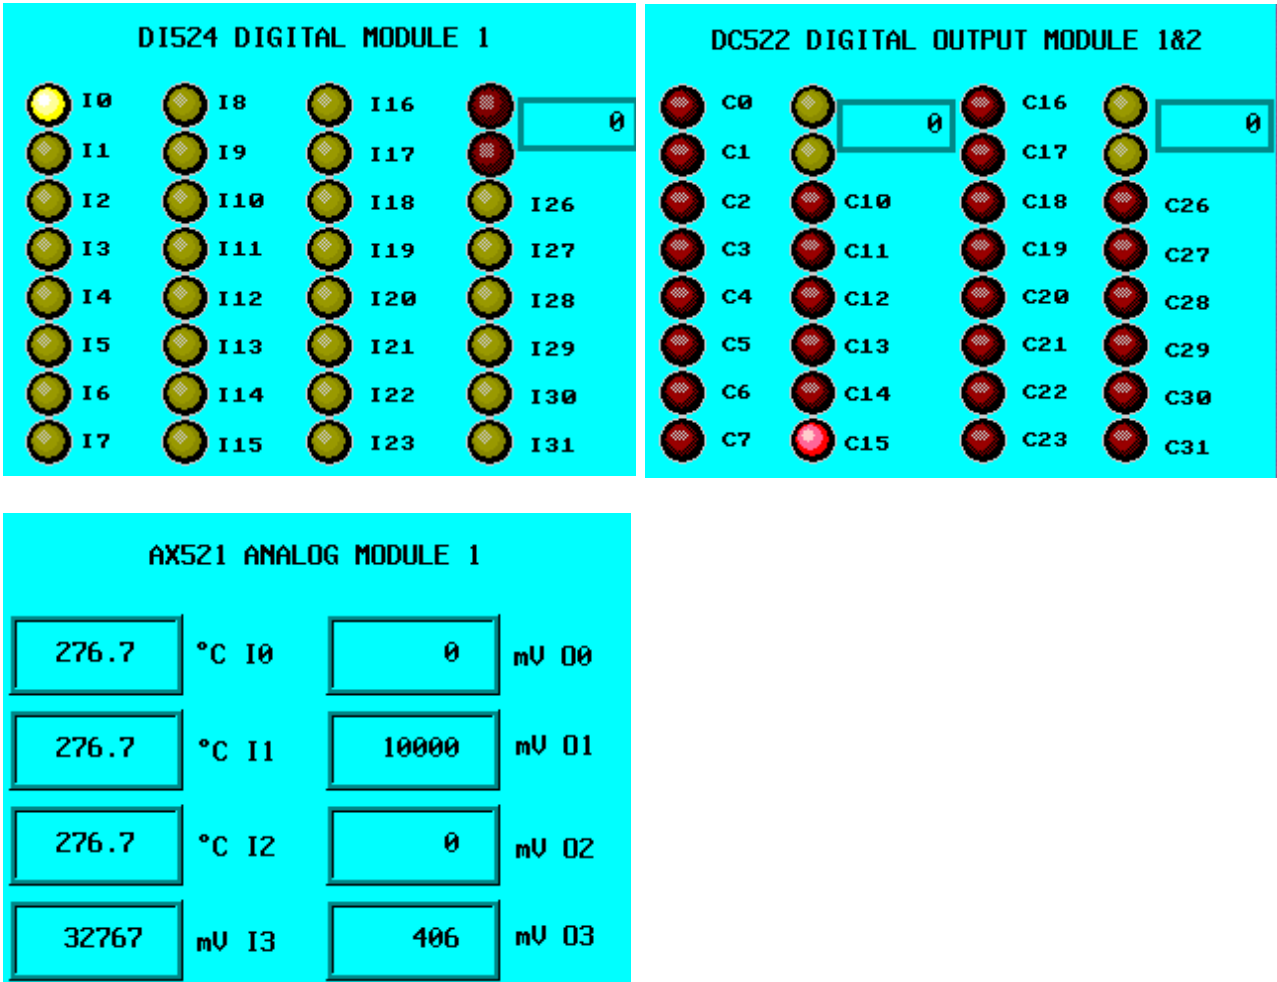 DI524 DIGITAL MODULE 1
I0 I8 I16 0
I1 I9 I17
I2 I10 I18 I26
I3 I11 I19 I27
I4 I12 I20 I28
I5 I13 I21 I29
I6 I14 I22 I30
I7 I15 I23 I31
DC522 DIGITAL OUTPUT MODULE 1&2
C0 0 C16 0
C1 C17
C2 C10 C18 C26
C3 C11 C19 C27
C4 C12 C20 C28
C5 C13 C21 C29
C6 C14 C22 C30
C7 C15 C23 C31
AX521 ANALOG MODULE 1
276.7 °C I0 0 mV O0
276.7 °C I1 10000 mV O1
276.7 °C I2 0 mV O2
32767 mV I3 406 mV O3